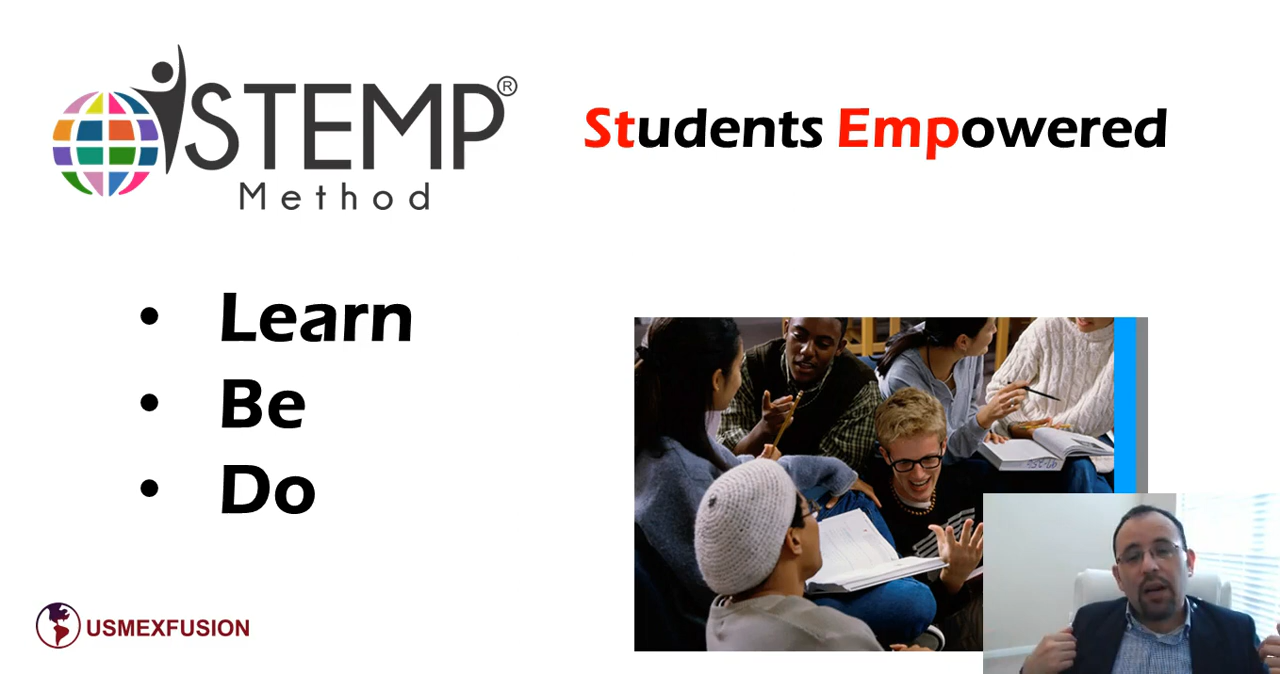 STEMP®
Method
Students Empowered
• Learn
• Be
• Do
USMEXFUSION